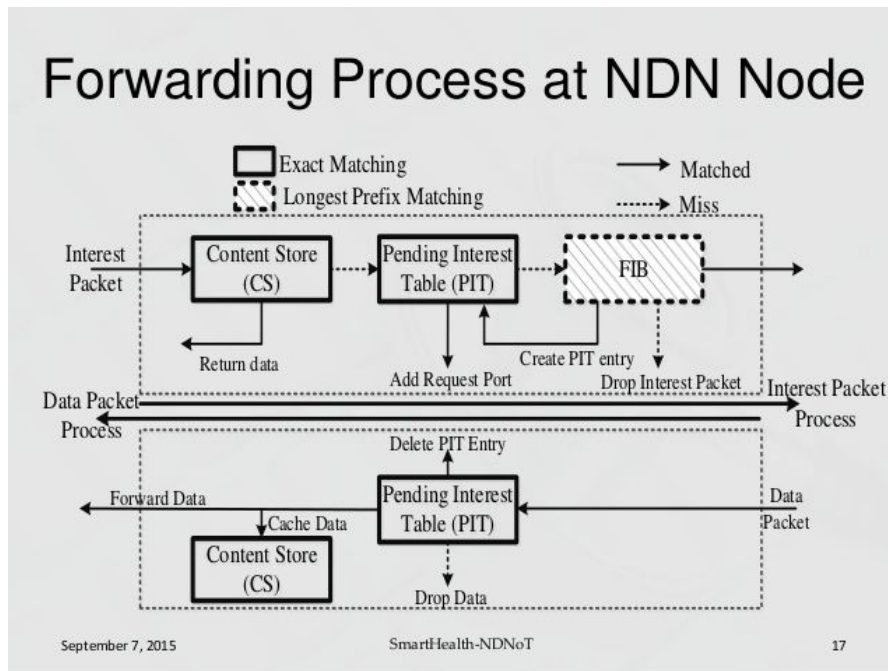 Forwarding Process at NDN Node
Exact Matching
Matched
Longest Prefix Matching
Miss
Interest
Packet
Content Store
(CS)
Pending Interest
Table (PIT)
FIB
Return data
Create PIT entry
Add Request Port
Drop Interest Packet
Data Packet
Process
Interest Packet
Process
Delete PIT Entry
Forward Data
Cache Data
Pending Interest
Table (PIT)
Data
Packet
Content Store
(CS)
Drop Data
September 7, 2015
SmartHealth-NDNoT
17